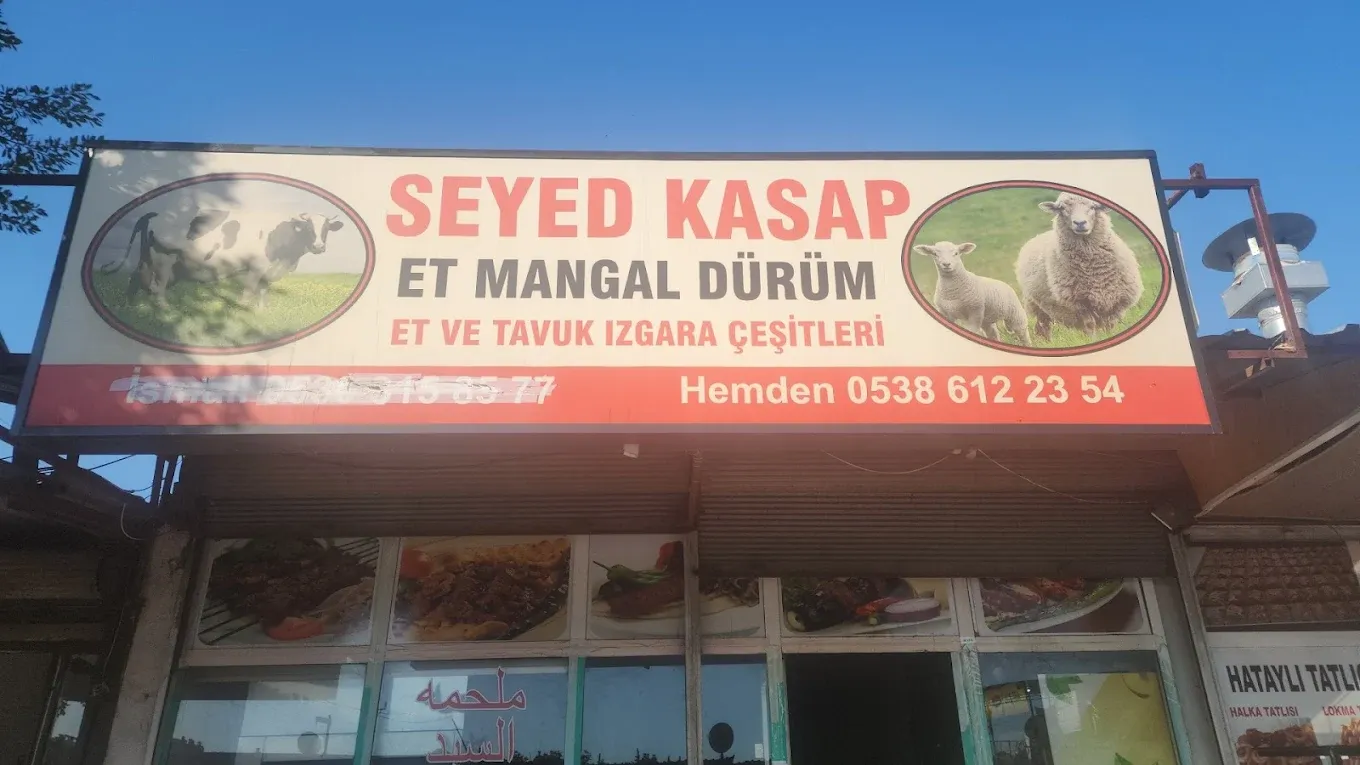 SEYED KASAP
ET MANGAL DÜRÜM
ET VE TAVUK IZGARA ÇEŞİTLERİ
Hemden 0538 612 23 54
ملحمه
السيد
HATAYLI
HALKA TATLISI LOKMA